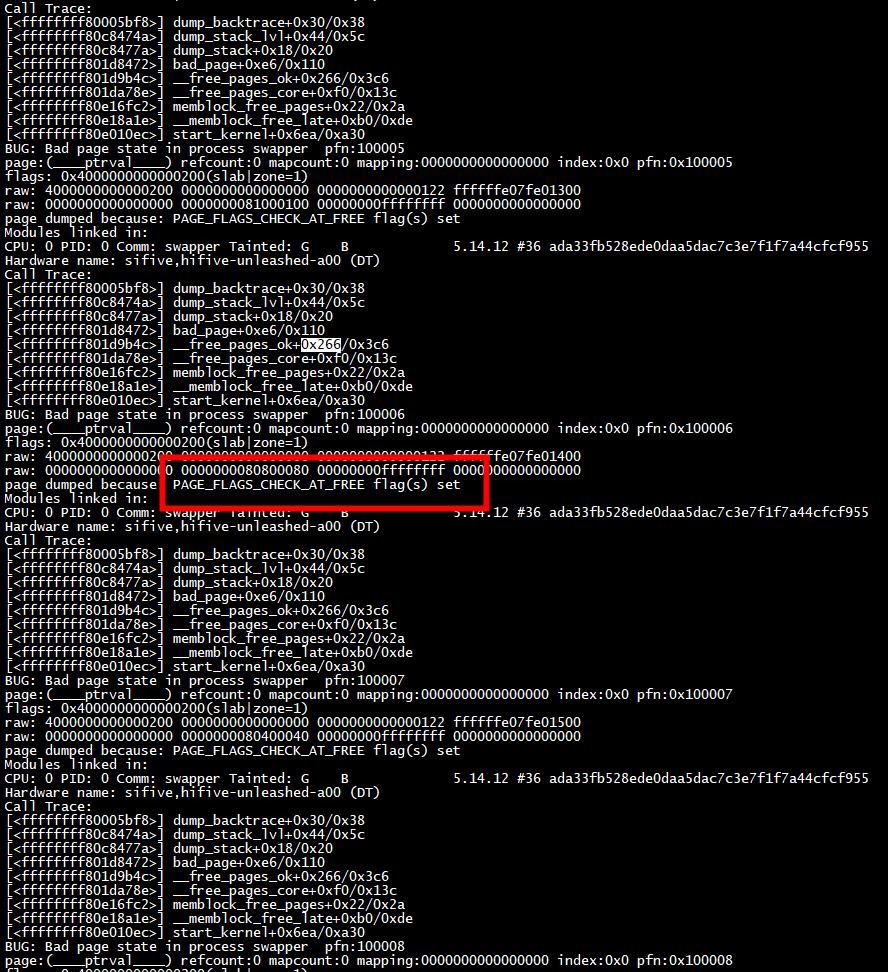 Call Trace:
[<ffffffff80005bf8>] dump_backtrace+0x30/0x38
[<ffffffff80c8474a>] dump_stack_lvl+0x44/0x5c
[<ffffffff80c8477a>] dump_stack+0x18/0x20
[<ffffffff801d8472>] bad_page+0xe6/0x110
[<ffffffff801d9b4c>] __free_pages_ok+0x266/0x3c6
[<ffffffff801da78e>] __free_pages_core+0xf0/0x13c
[<ffffffff80e16fc2>] memblock_free_pages+0x22/0x2a
[<ffffffff80e18a1e>] __memblock_free_late+0xb0/0xde
[<ffffffff80e010ec>] start_kernel+0x6ea/0xa30
BUG: Bad page state in process swapper  pfn:100005
page:(____ptrval____) refcount:0 mapcount:0 mapping:0000000000000000 index:0x0 pfn:0x100005
flags: 0x4000000000000200(slab|zone=1)
raw: 4000000000000200 0000000000000000 0000000000000122 ffffffe07fe01300
raw: 0000000000000000 0000000081000100 00000000ffffffff 0000000000000000
page dumped because: PAGE_FLAGS_CHECK_AT_FREE flag(s) set
Modules linked in:
CPU: 0 PID: 0 Comm: swapper Tainted: G    B             5.14.12 #36 ada33fb528ede0daa5dac7c3e7f1f7a44cfcf955
Hardware name: sifive,hifive-unleashed-a00 (DT)
Call Trace:
[<ffffffff80005bf8>] dump_backtrace+0x30/0x38
[<ffffffff80c8474a>] dump_stack_lvl+0x44/0x5c
[<ffffffff80c8477a>] dump_stack+0x18/0x20
[<ffffffff801d8472>] bad_page+0xe6/0x110
[<ffffffff801d9b4c>] __free_pages_ok+0x266/0x3c6
[<ffffffff801da78e>] __free_pages_core+0xf0/0x13c
[<ffffffff80e16fc2>] memblock_free_pages+0x22/0x2a
[<ffffffff80e18a1e>] __memblock_free_late+0xb0/0xde
[<ffffffff80e010ec>] start_kernel+0x6ea/0xa30
BUG: Bad page state in process swapper  pfn:100006
page:(____ptrval____) refcount:0 mapcount:0 mapping:0000000000000000 index:0x0 pfn:0x100006
flags: 0x4000000000000200(slab|zone=1)
raw: 4000000000000200 0000000000000000 0000000000000122 ffffffe07fe01400
raw: 0000000000000000 0000000080800080 00000000ffffffff 0000000000000000
page dumped because: PAGE_FLAGS_CHECK_AT_FREE flag(s) set
Modules linked in:
CPU: 0 PID: 0 Comm: swapper Tainted: G    B             5.14.12 #36 ada33fb528ede0daa5dac7c3e7f1f7a44cfcf955
Hardware name: sifive,hifive-unleashed-a00 (DT)
Call Trace:
[<ffffffff80005bf8>] dump_backtrace+0x30/0x38
[<ffffffff80c8474a>] dump_stack_lvl+0x44/0x5c
[<ffffffff80c8477a>] dump_stack+0x18/0x20
[<ffffffff801d8472>] bad_page+0xe6/0x110
[<ffffffff801d9b4c>] __free_pages_ok+0x266/0x3c6
[<ffffffff801da78e>] __free_pages_core+0xf0/0x13c
[<ffffffff80e16fc2>] memblock_free_pages+0x22/0x2a
[<ffffffff80e18a1e>] __memblock_free_late+0xb0/0xde
[<ffffffff80e010ec>] start_kernel+0x6ea/0xa30
BUG: Bad page state in process swapper  pfn:100007
page:(____ptrval____) refcount:0 mapcount:0 mapping:0000000000000000 index:0x0 pfn:0x100007
flags: 0x4000000000000200(slab|zone=1)
raw: 4000000000000200 0000000000000000 0000000000000122 ffffffe07fe01500
raw: 0000000000000000 0000000080400040 00000000ffffffff 0000000000000000
page dumped because: PAGE_FLAGS_CHECK_AT_FREE flag(s) set
Modules linked in:
CPU: 0 PID: 0 Comm: swapper Tainted: G    B             5.14.12 #36 ada33fb528ede0daa5dac7c3e7f1f7a44cfcf955
Hardware name: sifive,hifive-unleashed-a00 (DT)
Call Trace:
[<ffffffff80005bf8>] dump_backtrace+0x30/0x38
[<ffffffff80c8474a>] dump_stack_lvl+0x44/0x5c
[<ffffffff80c8477a>] dump_stack+0x18/0x20
[<ffffffff801d8472>] bad_page+0xe6/0x110
[<ffffffff801d9b4c>] __free_pages_ok+0x266/0x3c6
[<ffffffff801da78e>] __free_pages_core+0xf0/0x13c
[<ffffffff80e16fc2>] memblock_free_pages+0x22/0x2a
[<ffffffff80e18a1e>] __memblock_free_late+0xb0/0xde
[<ffffffff80e010ec>] start_kernel+0x6ea/0xa30
BUG: Bad page state in process swapper  pfn:100008
page:(____ptrval____) refcount:0 mapcount:0 mapping:0000000000000000 index:0x0 pfn:0x100008